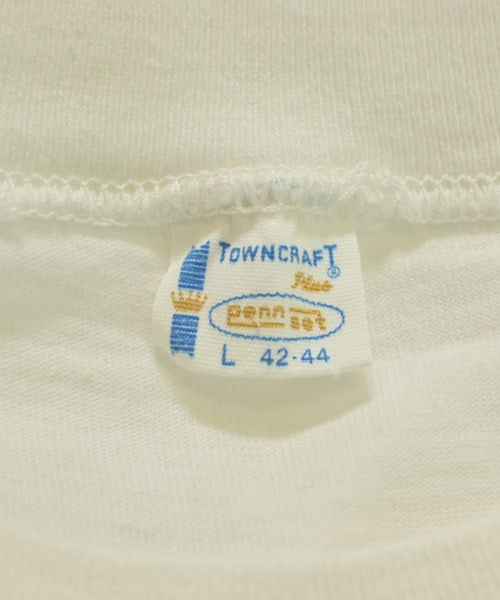 TOWNCRAFT®
Plus
penn set
L 42-44